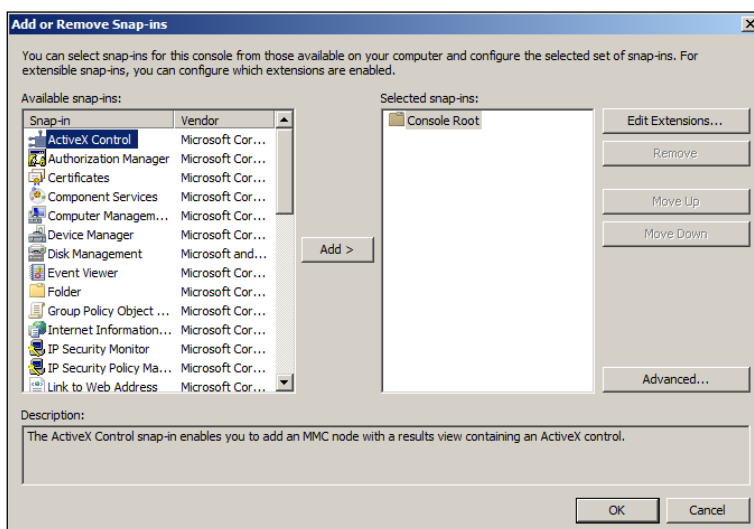 Add or Remove Snap-ins
You can select snap-ins for this console from those available on your computer and configure the selected set of snap-ins. For
extensible snap-ins, you can configure which extensions are enabled.
Available snap-ins:
Snap-in Vendor
ActiveX Control Microsoft Cor...
Authorization Manager Microsoft Cor...
Certificates Microsoft Cor...
Component Services Microsoft Cor...
Computer Managem... Microsoft Cor...
Device Manager Microsoft Cor...
Disk Management Microsoft and...
Event Viewer Microsoft Cor...
Folder Microsoft Cor...
Group Policy Object ... Microsoft Cor...
Internet Information... Microsoft Cor...
IP Security Monitor Microsoft Cor...
IP Security Policy Ma... Microsoft Cor...
Link to Web Address Microsoft Cor...
Add >
Selected snap-ins:
Console Root
Edit Extensions...
Remove
Move Up
Move Down
Advanced...
Description:
The ActiveX Control snap-in enables you to add an MMC node with a results view containing an ActiveX control.
OK
Cancel